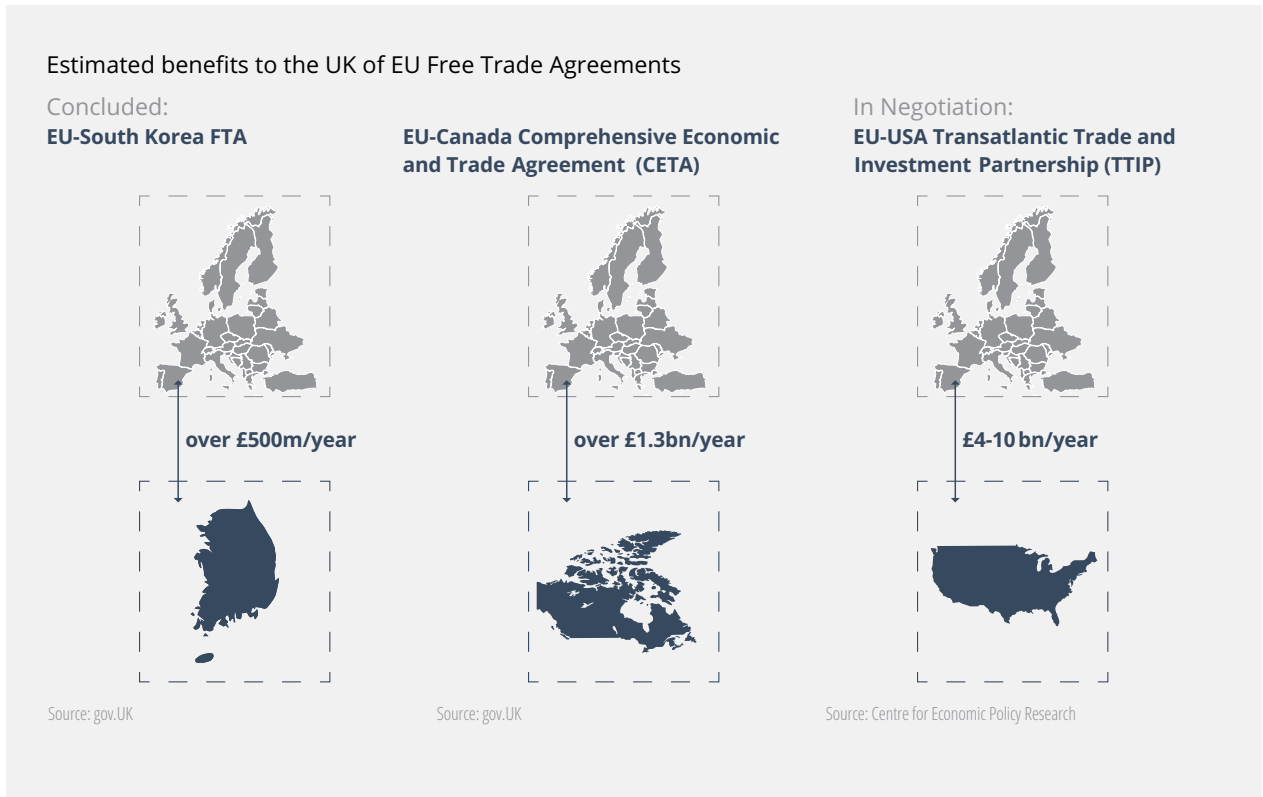 Estimated benefits to the UK of EU Free Trade Agreements
Concluded:
EU-South Korea FTA
EU-Canada Comprehensive Economic
and Trade Agreement (CETA)
In Negotiation:
EU-USA Transatlantic Trade and
Investment Partnership (TTIP)
over £500m/year
over £1.3bn/year
£4-10 bn/year
Source: gov.UK
Source: gov.UK
Source: Centre for Economic Policy Research